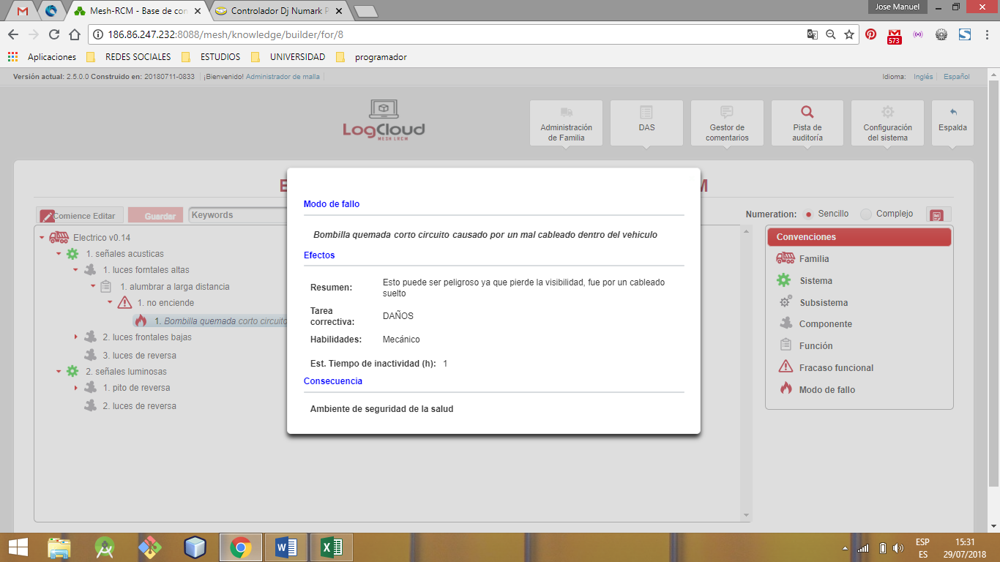 Jose Manuel
Mesh-RCM - Base de con
Controlador Dj Numark P
186.86.247.232:8088/mesh/knowledge/builder/for/8
573
Aplicaciones REDES SOCIALES ESTUDIOS UNIVERSIDAD programador
Versión actual: 2.5.0.0 Construido en: 20180711-0833 ¡Bienvenido! Administrador de malla
Idioma: Inglés Español
LogCloud
MESH LRCM
Administración
de Familia
DAS
Gestor de
comentarios
Pista de
auditoría
Configuración
del sistema
Espalda
Comience Editar
Guardar
Keywords
Numeration: Sencillo Complejo
Electrico v0.14
1. señales acusticas
1. luces forntales altas
1. alumbrar a larga distancia
1. no enciende
1. Bombilla quemada corto circuito
2. luces frontales bajas
3. luces de reversa
2. señales luminosas
1. pito de reversa
2. luces de reversa
Modo de fallo
Bombilla quemada corto circuito causado por un mal cableado dentro del vehiculo
Efectos
Resumen:
Esto puede ser peligroso ya que pierde la visibilidad, fue por un cableado
suelto
Tarea
correctiva:
DAÑOS
Habilidades:
Mecánico
Est. Tiempo de inactividad (h): 1
Consecuencia
Ambiente de seguridad de la salud
Convenciones
Familia
Sistema
Subsistema
Componente
Función
Fracaso funcional
Modo de fallo
ESP
ES
15:31
29/07/2018